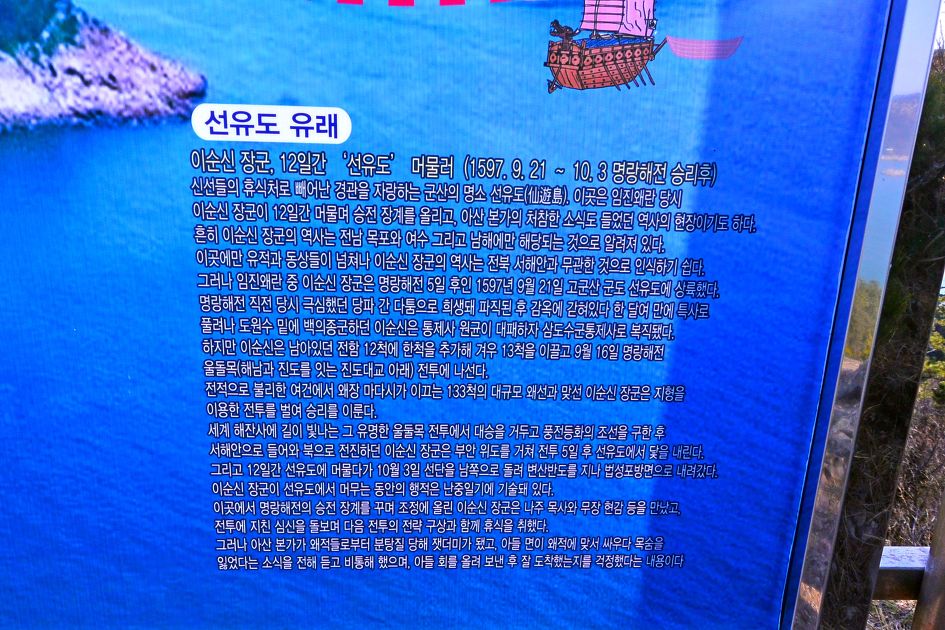 선유도 유래
이순신 장군, 12일간 ‘선유도’ 머물러 (1597. 9. 21 ~ 10. 3 명랑해전 승리후)
신선들의 휴식처로 빼어난 경관을 자랑하는 군산의 명소 선유도(仙遊島). 이곳은 임진왜란 당시
이순신 장군이 12일간 머물며 승전 장계를 올리고, 아산 본가의 처참한 소식도 들었던 역사의 현장이기도 하다.
흔히 이순신 장군의 역사는 전남 목포와 여수 그리고 남해에만 해당되는 것으로 알려져 있다.
이곳에만 유적과 동상들이 넘쳐나 이순신 장군의 역사는 전북 서해안과 무관한 것으로 인식하기 쉽다.
그러나 임진왜란 중 이순신 장군은 명랑해전 5일 후인 1597년 9월 21일 고군산 군도 선유도에 상륙했다.
명랑해전 직전 당시 극심했던 당파 간 다툼으로 희생돼 파직된 후 감옥에 갇혀있다 한 달여 만에 특사로
풀려나 도원수 밑에 백의종군하던 이순신은 통제사 원균이 대패하자 삼도수군통제사로 복직됐다.
하지만 이순신은 남아있던 전함 12척에 한척을 추가해 겨우 13척을 이끌고 9월 16일 명랑해전
울돌목(해남과 진도를 잇는 진도대교 아래) 전투에 나선다.
전적으로 불리한 여건에서 왜장 마다시가 이끄는 133척의 대규모 왜선과 맞선 이순신 장군은 지형을
이용한 전투를 벌여 승리를 이룬다.
세계 해잔사에 길이 빛나는 그 유명한 울돌목 전투에서 대승을 거두고 풍전등화의 조선을 구한 후
서해안으로 들어와 북으로 전진하던 이순신 장군은 부안 위도를 거쳐 전투 5일 후 선유도에서 닻을 내린다.
그리고 12일간 선유도에 머물다가 10월 3일 선단을 남쪽으로 돌려 변산반도를 지나 법성포방면으로 내려갔다.
이순신 장군이 선유도에서 머무는 동안의 행적은 난중일기에 기술돼 있다.
이곳에서 명랑해전의 승전 장계를 꾸며 조정에 올린 이순신 장군은 나주 목사와 무장 현감 등을 만났고,
전투에 지친 심신을 돌보며 다음 전투의 전략 구상과 함께 휴식을 취했다.
그러나 아산 본가가 왜적들로부터 분탕질 당해 잿더미가 됐고, 아들 면이 왜적에 맞서 싸우다 목숨을
잃었다는 소식을 전해 듣고 비통해 했으며, 아들 회를 올려 보낸 후 잘 도착했는지를 걱정했다는 내용이다